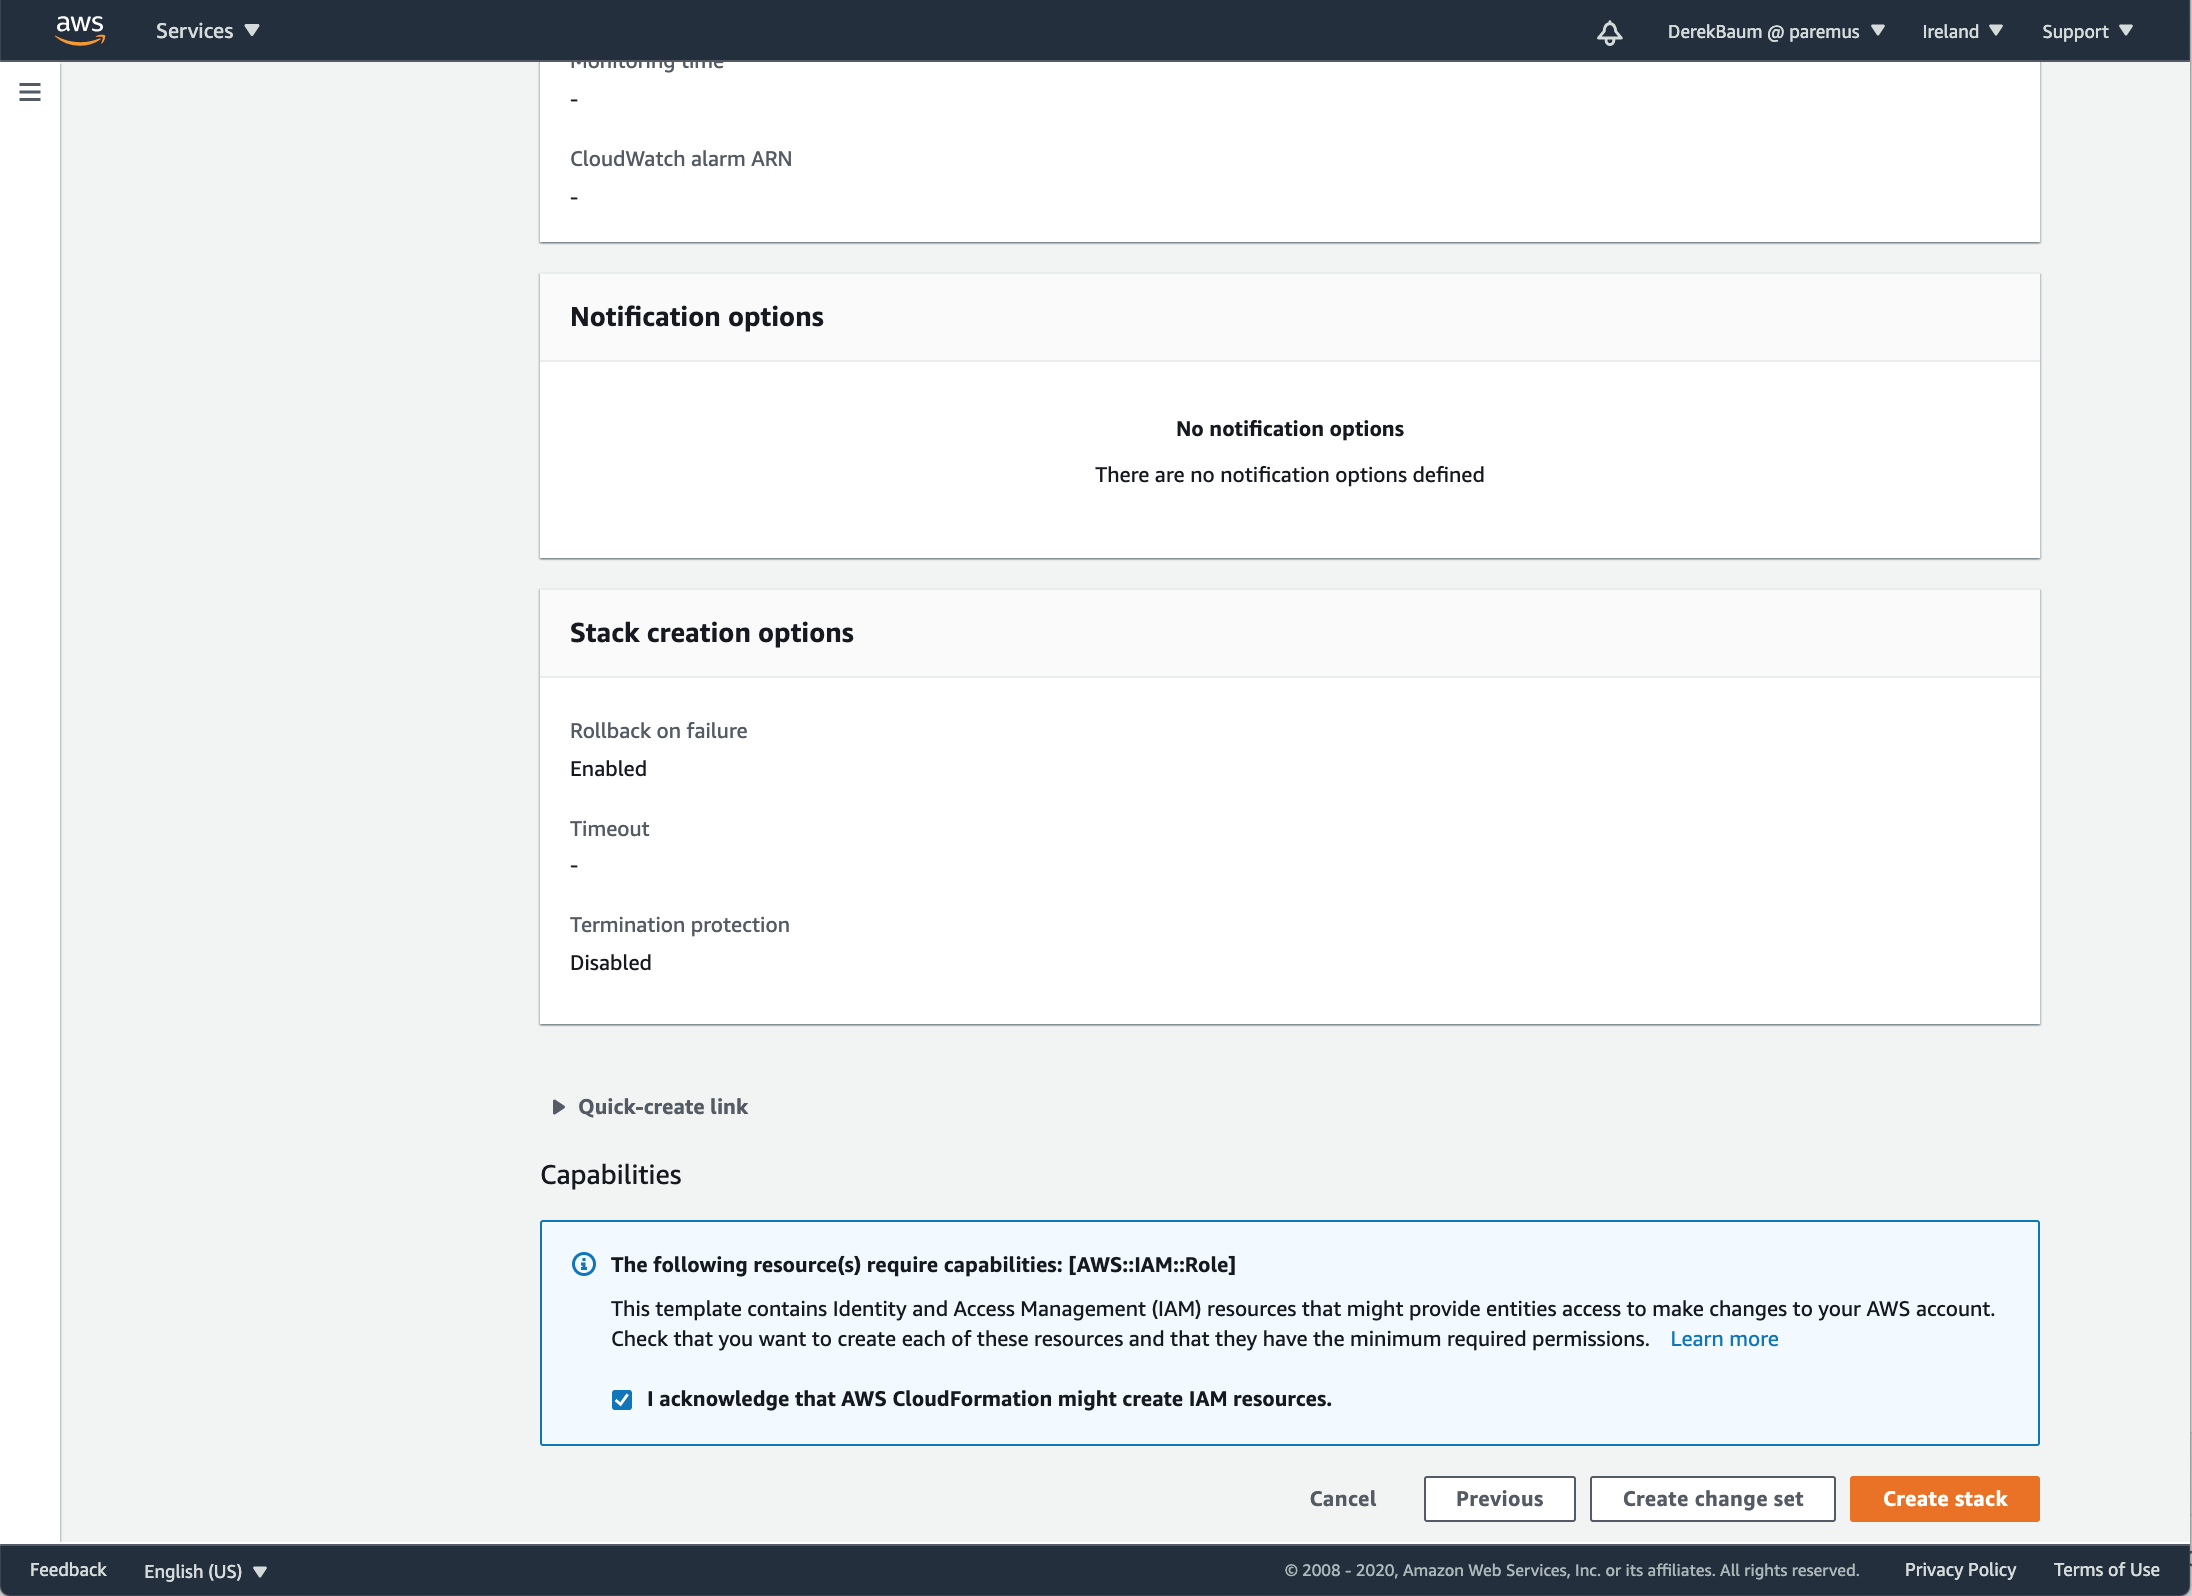 aws
Services
DerekBaum @ paremus
Ireland
Support
Monitoring time
-
CloudWatch alarm ARN
-
Notification options
No notification options
There are no notification options defined
Stack creation options
Rollback on failure
Enabled
Timeout
-
Termination protection
Disabled
Quick-create link
Capabilities
The following resource(s) require capabilities: [AWS::IAM::Role]
This template contains Identity and Access Management (IAM) resources that might provide entities access to make changes to your AWS account.
Check that you want to create each of these resources and that they have the minimum required permissions. Learn more
I acknowledge that AWS CloudFormation might create IAM resources.
Cancel
Previous
Create change set
Create stack
Feedback
English (US)
© 2008 - 2020, Amazon Web Services, Inc. or its affiliates. All rights reserved.
Privacy Policy
Terms of Use